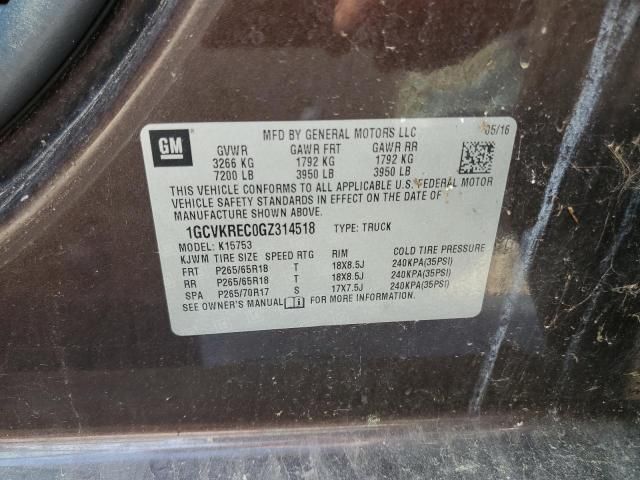 GM
MFD BY GENERAL MOTORS LLC 05/16
GVWR GAWR FRT GAWR RR
3266 KG 1792 KG 1792 KG
7200 LB 3950 LB 3950 LB
THIS VEHICLE CONFORMS TO ALL APPLICABLE U.S. FEDERAL MOTOR
VEHICLE SAFETY STANDARDS IN EFFECT ON THE DATE OF
MANUFACTURE SHOWN ABOVE.
1GCVKREC0GZ314518 TYPE: TRUCK
MODEL: K15753
KJWM TIRE SIZE SPEED RTG RIM COLD TIRE PRESSURE
FRT P265/65R18 T 18X8.5J 240KPA(35PSI)
RR P265/65R18 T 18X8.5J 240KPA(35PSI)
SPA P265/70R17 S 17X7.5J 240KPA(35PSI)
SEE OWNER'S MANUAL FOR MORE INFORMATION.